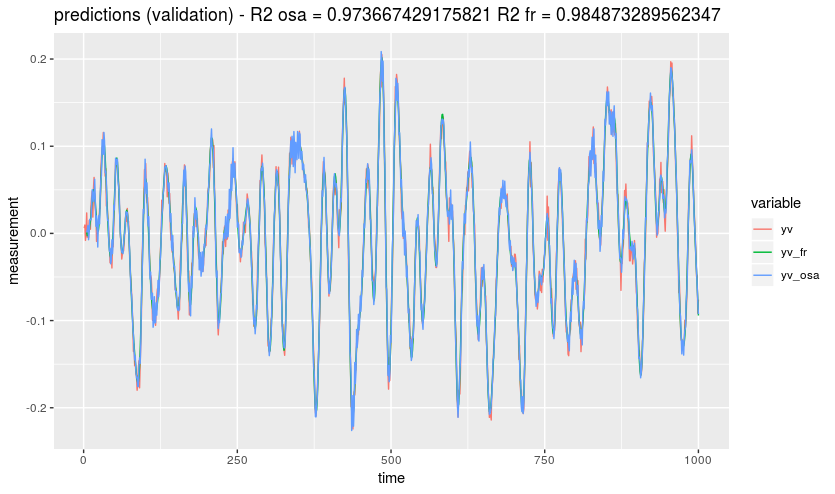 predictions (validation) - R2 osa = 0.973667429175821 R2 fr = 0.984873289562347
measurement
0.2
0.1
0.0
-0.1
-0.2
0
250
500
750
1000
time
variable
yv
yv_fr
yv_osa